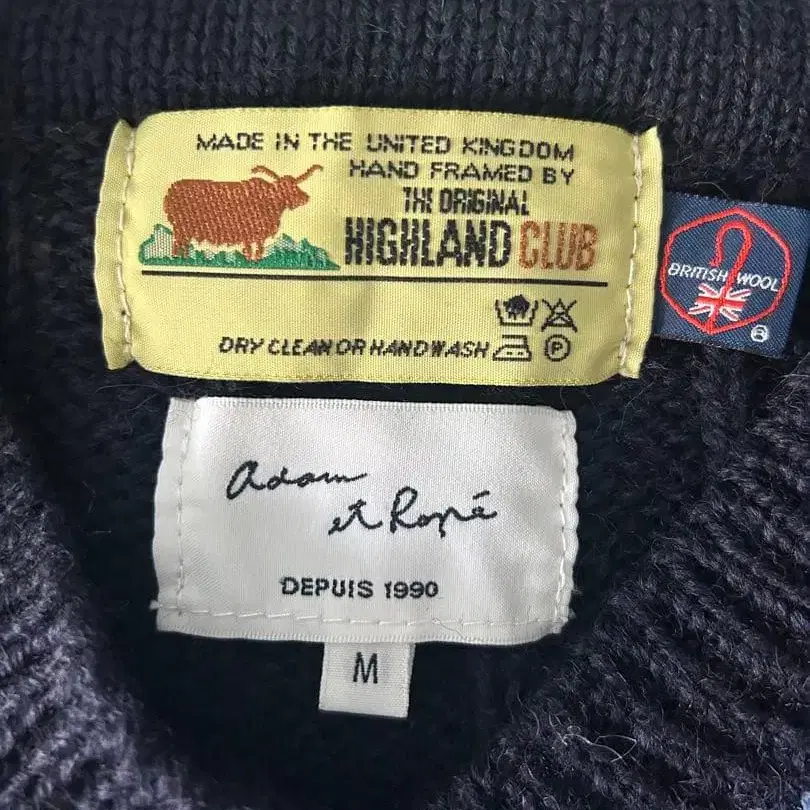 MADE IN THE UNITED KINGDOM
HAND FRAMED BY
THE ORIGINAL
HIGHLAND CLUB
DRY CLEAN OR HANDWASH
P
BRITISH WOOL
®
adam
et Ropé
DEPUIS 1990
M